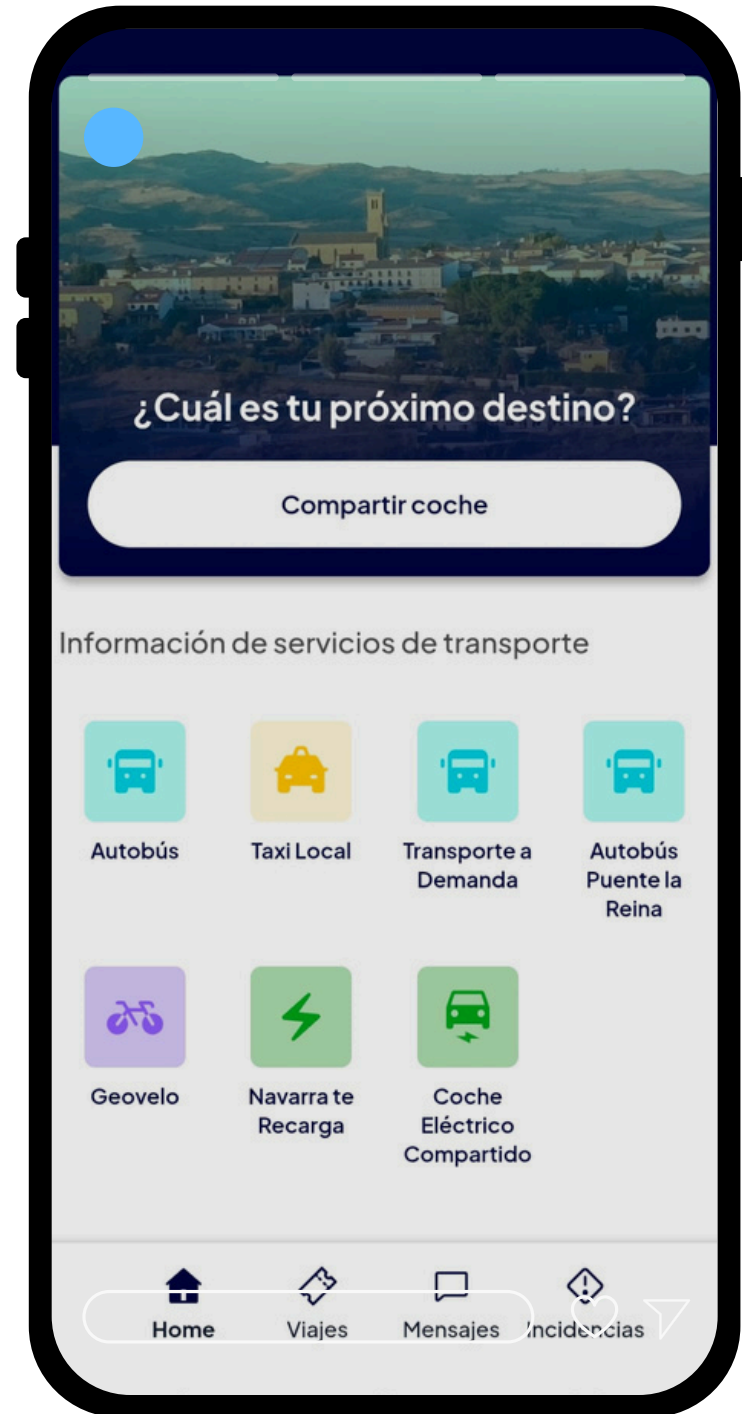 ¿Cuál es tu próximo destino?
Compartir coche
Información de servicios de transporte
Autobús
Taxi Local
Transporte a
Demanda
Autobús
Puente la
Reina
Geovelo
Navarra te
Recarga
Coche
Eléctrico
Compartido
Home
Viajes
Mensajes
Incidencias